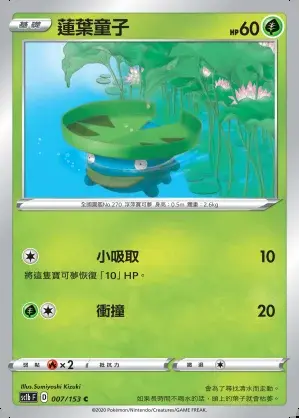 基礎 蓮葉童子 HP60
全國圖鑑No.270 浮萍寶可夢 身高：0.5m 體重：2.6kg
小吸取 10
將這隻寶可夢恢復「10」HP。
衝撞 20
弱點 ×2 抵抗力 撤退
Illus.Sumiyoshi Kizuki
sc1b F 007/153 C
會為了尋找清水而走動。
如果長時間不喝水的話，頭上的帶子就會枯萎。
©2020 Pokémon/Nintendo/Creatures/GAME FREAK.